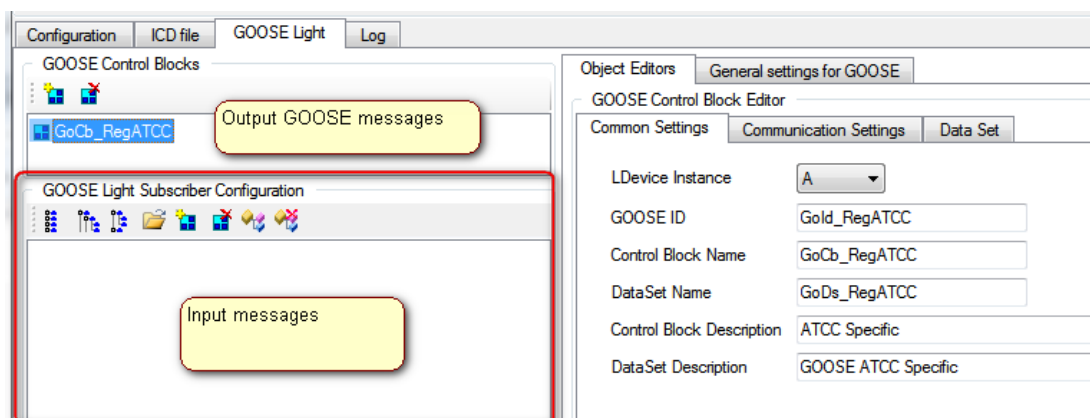 Configuration
ICD file
GOOSE Light
Log
GOOSE Control Blocks
Output GOOSE messages
GoCb_RegATCC
GOOSE Light Subscriber Configuration
Input messages
Object Editors
General settings for GOOSE
GOOSE Control Block Editor
Common Settings
Communication Settings
Data Set
LDevice Instance
A
GOOSE ID
GoId_RegATCC
Control Block Name
GoCb_RegATCC
DataSet Name
GoDs_RegATCC
Control Block Description
ATCC Specific
DataSet Description
GOOSE ATCC Specific